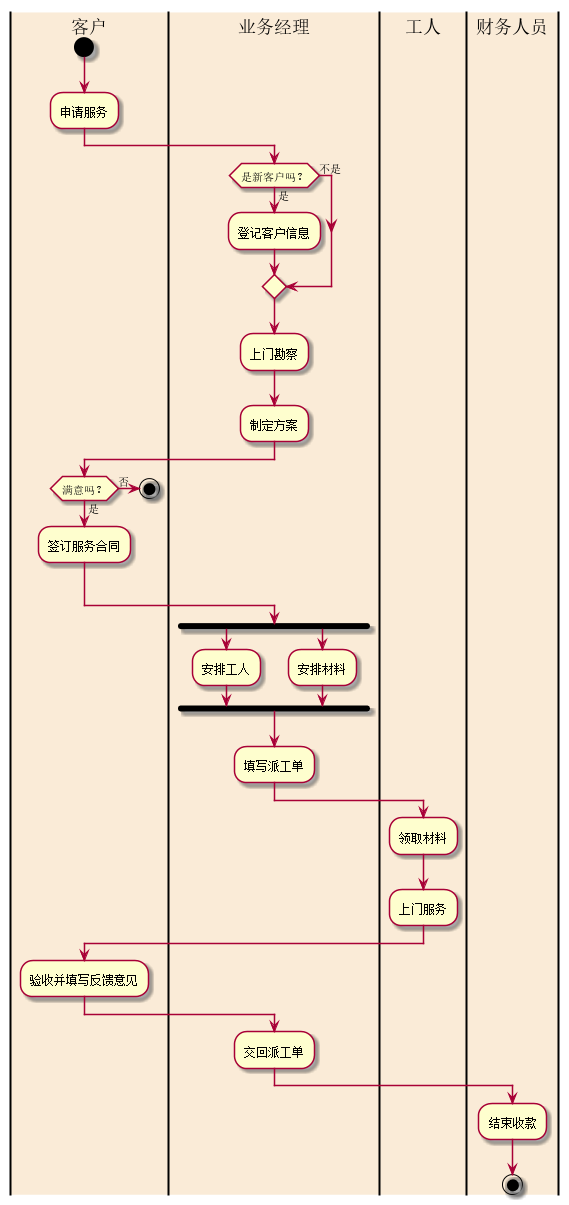 客户
业务经理
工人
财务人员
申请服务
是新客户吗？
不是
是
登记客户信息
上门勘察
制定方案
满意吗？
否
是
签订服务合同
安排工人
安排材料
填写派工单
领取材料
上门服务
验收并填写反馈意见
交回派工单
结束收款